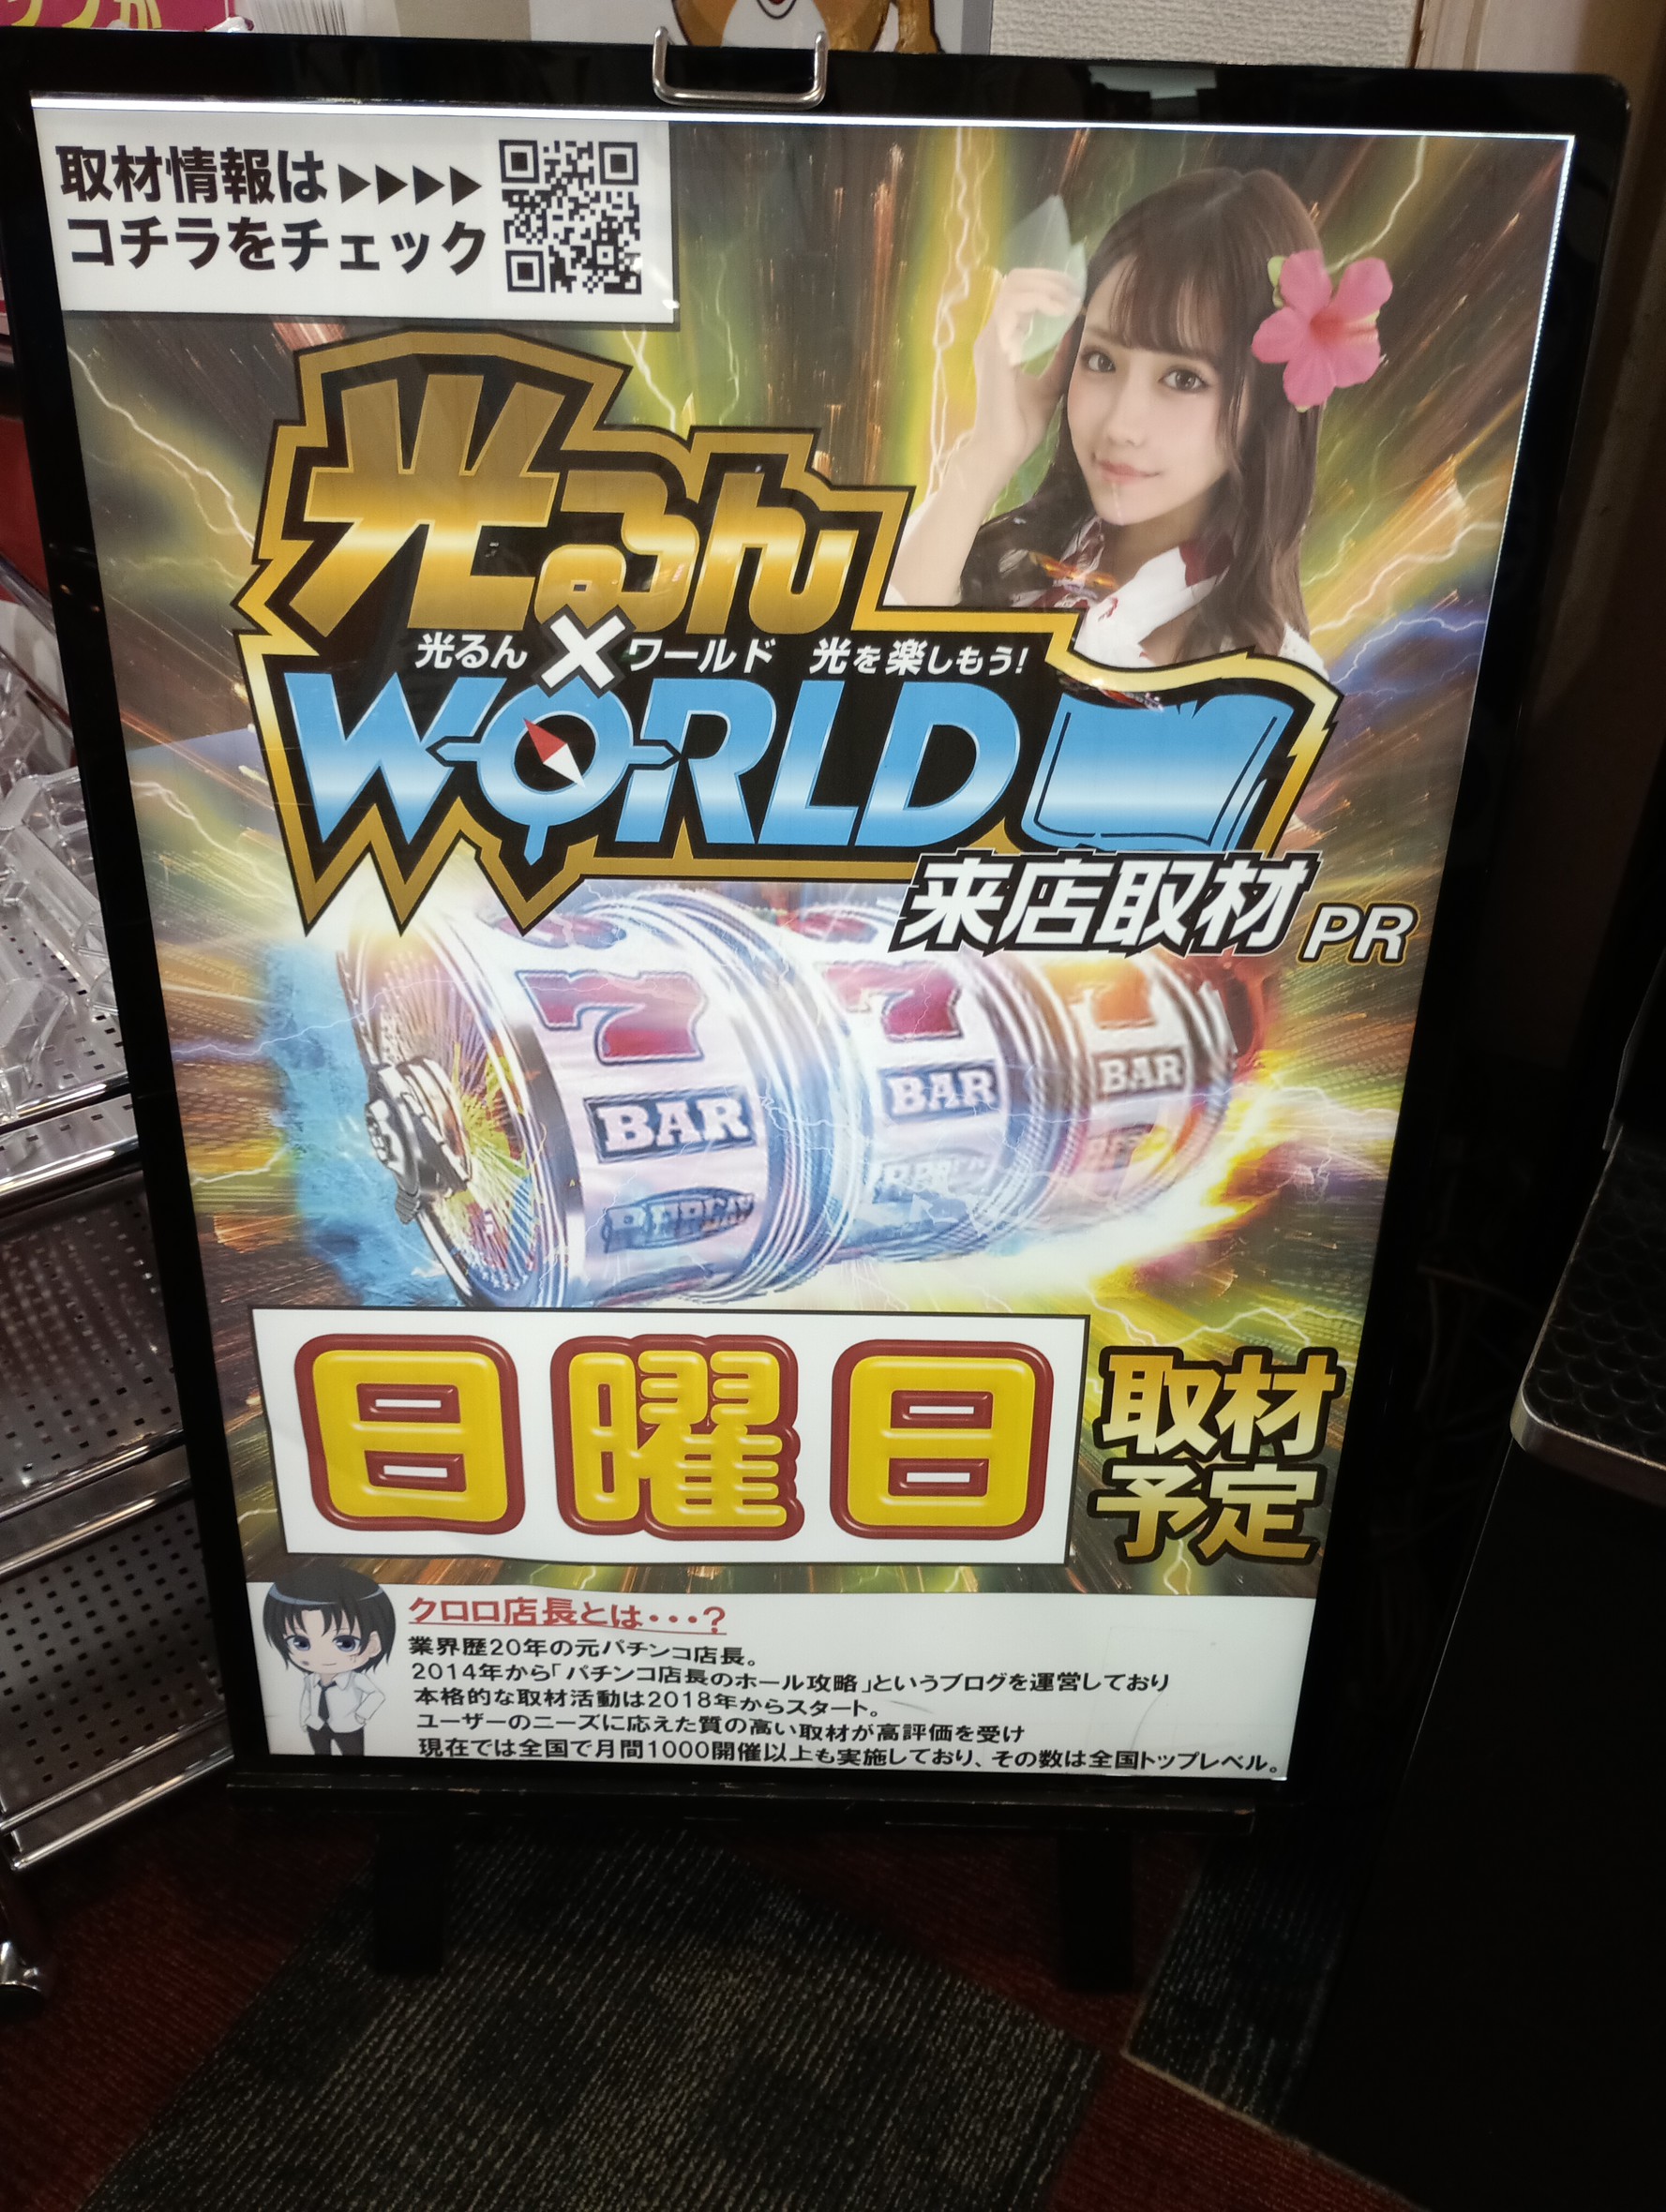 取材情報は▶▶▶▶
コチラをチェック
光るん
光るん×ワールド 光を楽しもう!
WORLD
来店取材 PR
7 7
BAR BAR BAR
REPLAY
日曜日
取材
予定
クロロ店長とは・・・?
業界歴20年の元パチンコ店長。
2014年から「パチンコ店長のホール攻略」というブログを運営しており
本格的な取材活動は2018年からスタート。
ユーザーのニーズに応えた質の高い取材が高評価を受け
現在では全国で月間1000開催以上も実施しており、その数は全国トップレベル。